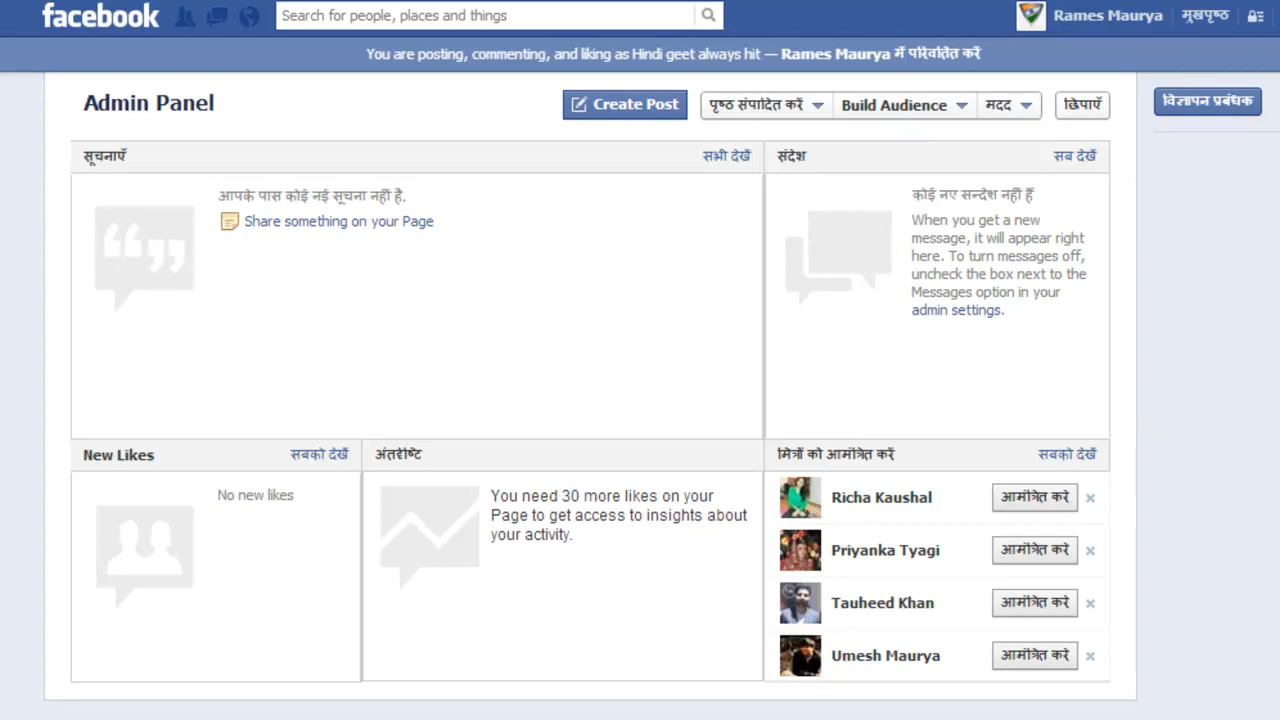 facebook
Search for people, places and things
Rames Maurya
मुखपृष्ठ
You are posting, commenting, and liking as Hindi geet always hit — Rames Maurya में परिवर्तित करें
Admin Panel
Create Post
पृष्ठ संपादित करें
Build Audience
मदद
छिपाएँ
विज्ञापन प्रबंधक
सूचनाएँ
सभी देखें
आपके पास कोई नई सूचना नहीं है.
Share something on your Page
संदेश
सब देखें
कोई नए सन्देश नहीं हैं
When you get a new
message, it will appear right
here. To turn messages off,
uncheck the box next to the
Messages option in your
admin settings.
New Likes
सबको देखें
No new likes
अंतर्दृष्टि
You need 30 more likes on your
Page to get access to insights about
your activity.
मित्रों को आमंत्रित करें
सबको देखें
Richa Kaushal
आमंत्रित करें
Priyanka Tyagi
आमंत्रित करें
Tauheed Khan
आमंत्रित करें
Umesh Maurya
आमंत्रित करें